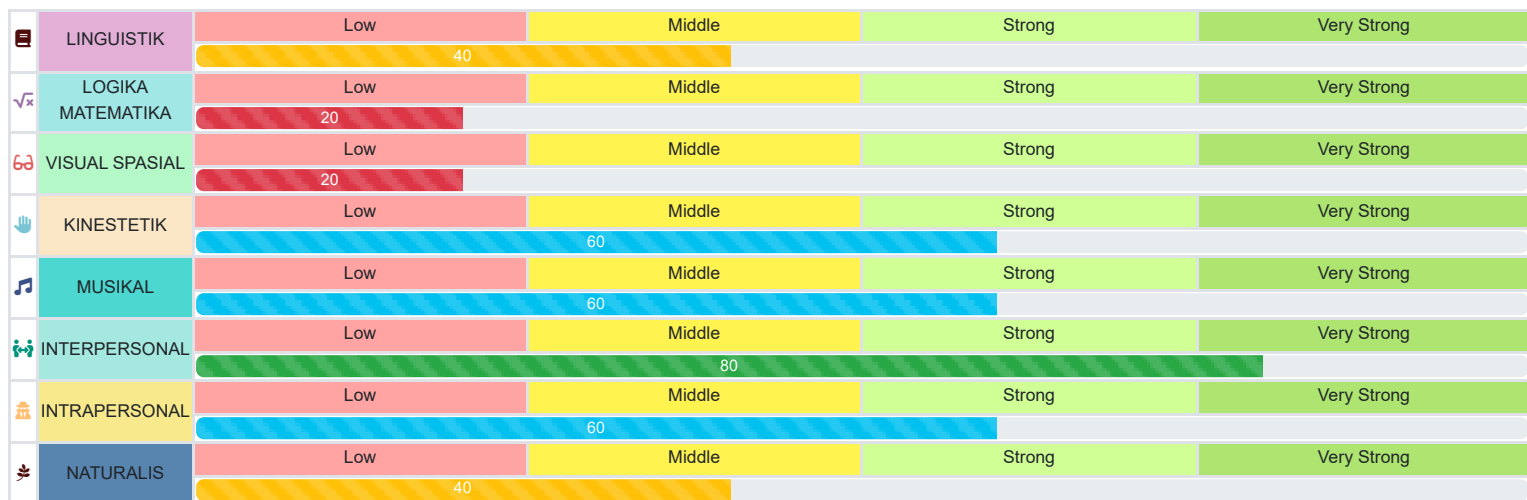 Low Middle Strong Very Strong
LINGUISTIK
40
Low Middle Strong Very Strong
LOGIKA
MATEMATIKA
20
Low Middle Strong Very Strong
VISUAL SPASIAL
20
Low Middle Strong Very Strong
KINESTETIK
60
Low Middle Strong Very Strong
MUSIKAL
60
Low Middle Strong Very Strong
INTERPERSONAL
80
Low Middle Strong Very Strong
INTRAPERSONAL
60
Low Middle Strong Very Strong
NATURALIS
40